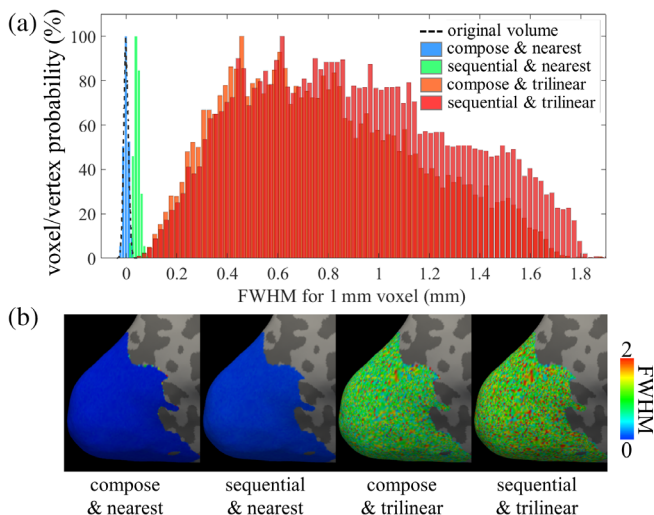 (a)
voxel/vertex probability (%)
100
80
60
40
20
0
original volume
compose & nearest
sequential & nearest
compose & trilinear
sequential & trilinear
0 0.2 0.4 0.6 0.8 1 1.2 1.4 1.6 1.8
FWHM for 1 mm voxel (mm)
(b)
2
FWHM
0
compose
& nearest
sequential
& nearest
compose
& trilinear
sequential
& trilinear